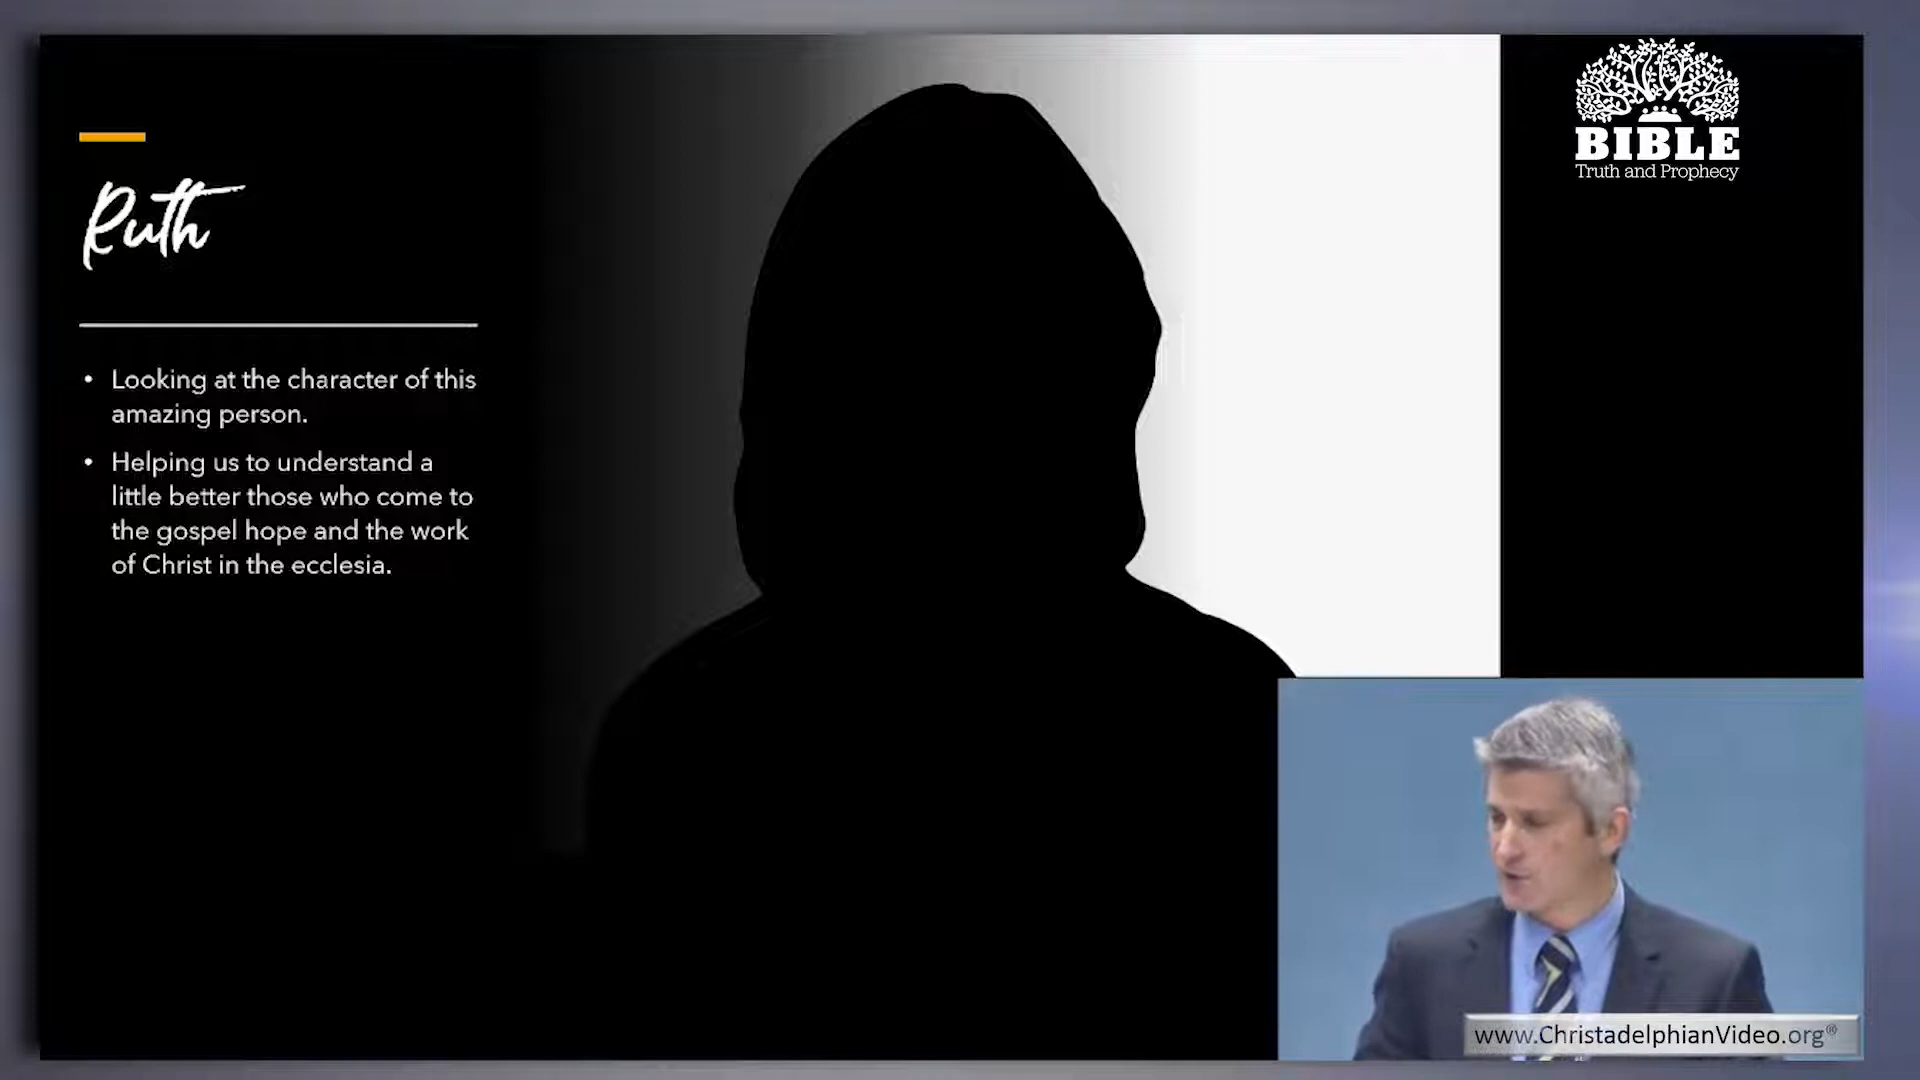 Ruth
• Looking at the character of this
amazing person.
• Helping us to understand a
little better those who come to
the gospel hope and the work
of Christ in the ecclesia.
BIBLE
Truth and Prophecy
www.ChristadelphianVideo.org®